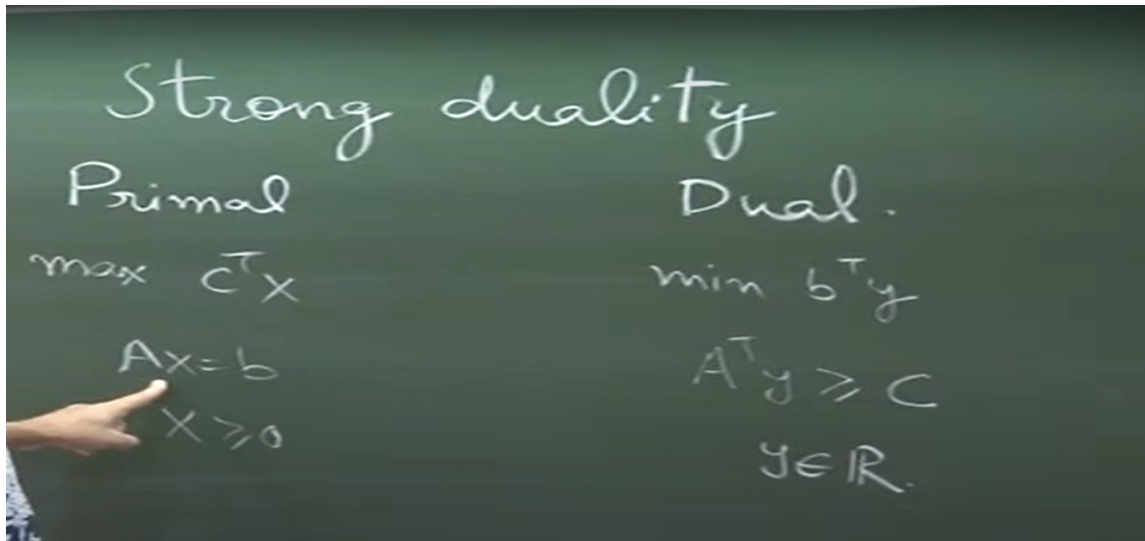 Strong duality
Primal
max cᵀx
Ax=b
x ≥ 0
Dual.
min bᵀy
Aᵀy ≥ C
y ∈ ℝ.